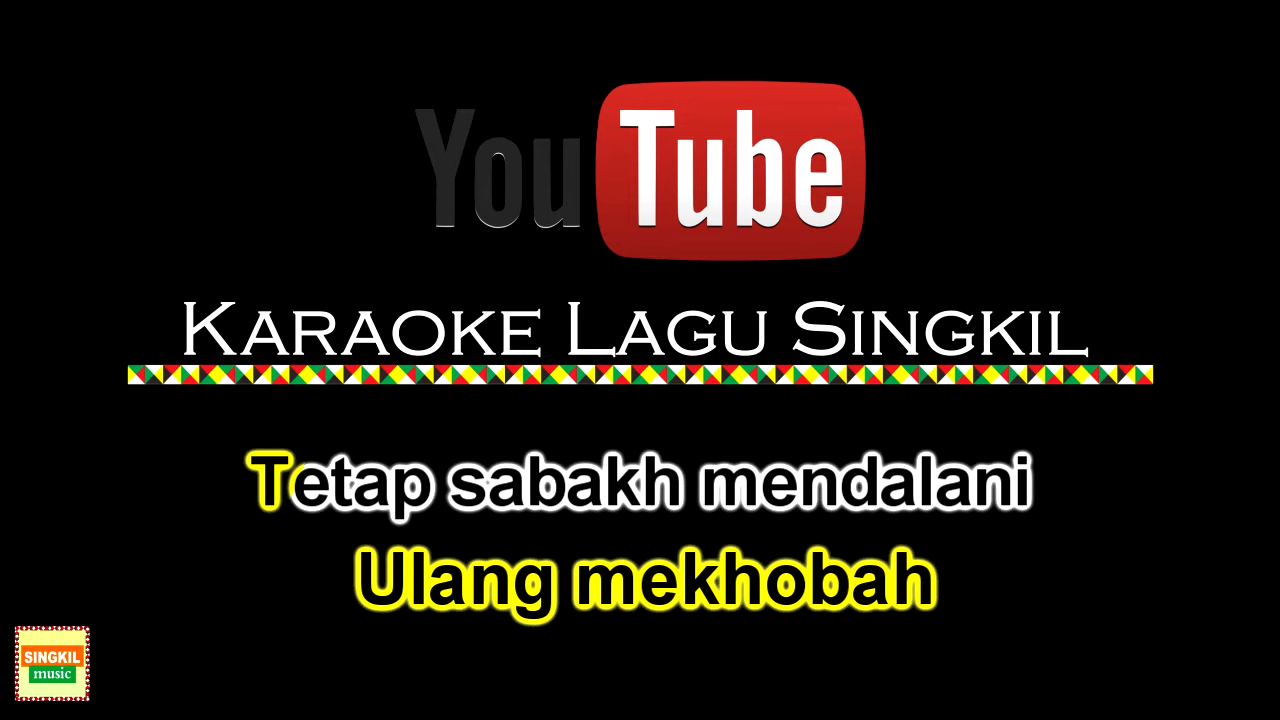 YouTube
KARAOKE LAGU SINGKIL
Tetap sabakh mendalani
Ulang mekhobah
SINGKIL
music